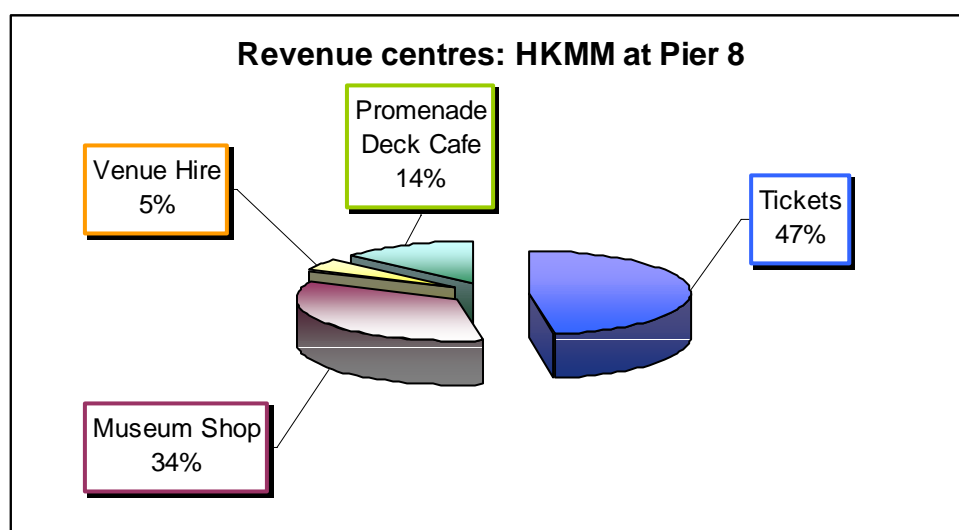 Revenue centres: HKMM at Pier 8
Promenade
Deck Cafe
14%
Venue Hire
5%
Tickets
47%
Museum Shop
34%